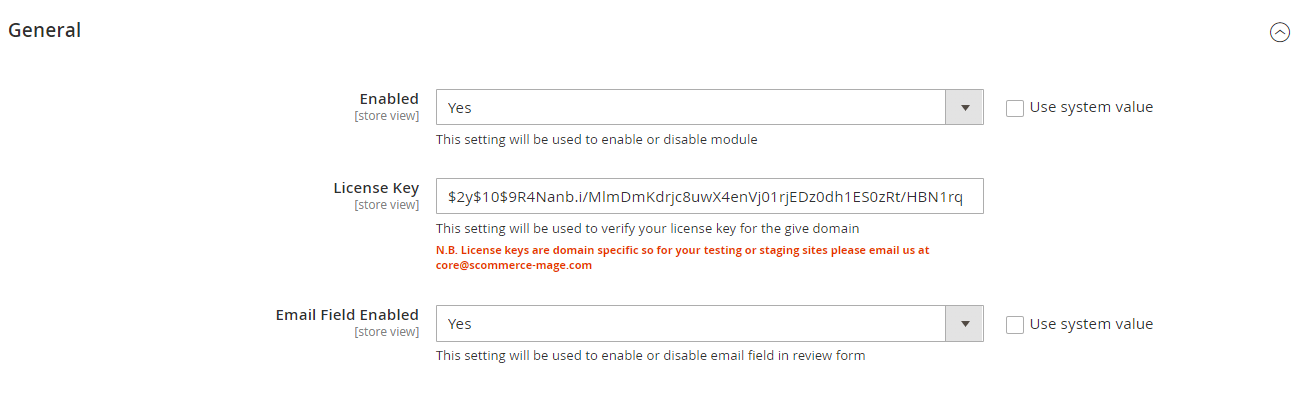 General
Enabled
[store view]
Yes
Use system value
This setting will be used to enable or disable module
License Key
[store view]
$2y$10$9R4Nanb.i/MlmDmKdrjc8uwX4enVj01rjEDz0dh1ES0zRt/HBN1rq
This setting will be used to verify your license key for the give domain
N.B. License keys are domain specific so for your testing or staging sites please email us at
core@scommerce-mage.com
Email Field Enabled
[store view]
Yes
Use system value
This setting will be used to enable or disable email field in review form